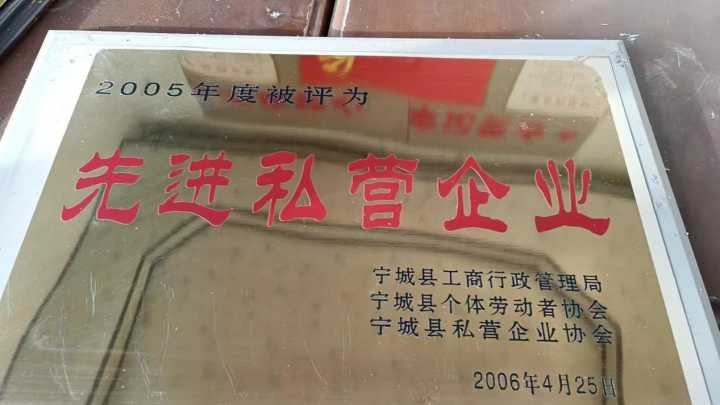 2005年度被评为
先进私营企业
宁城县工商行政管理局
宁城县个体劳动者协会
宁城县私营企业协会
2006年4月25日